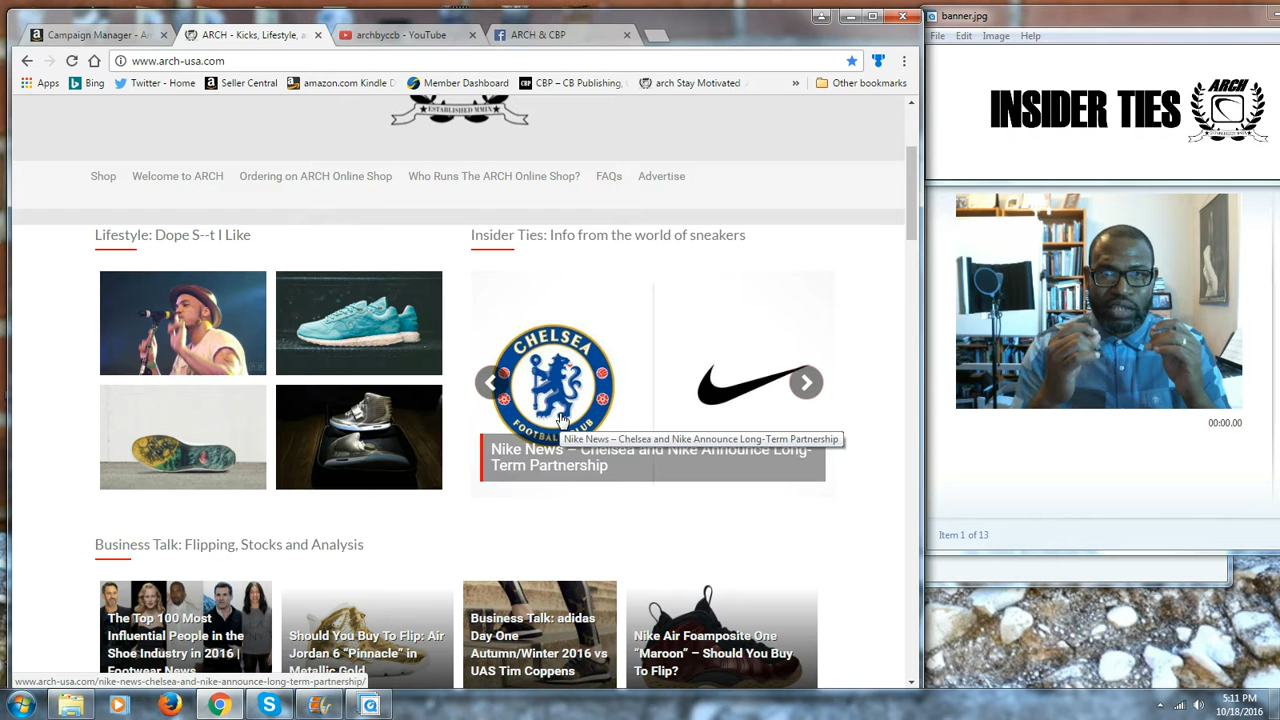 Campaign Manager - An
ARCH - Kicks, Lifestyle, a
archbyccb - YouTube
ARCH & CBP
banner.jpg
File Edit Image Help
www.arch-usa.com
Apps Bing Twitter - Home Seller Central amazon.com Kindle Member Dashboard CBP – CB Publishing, arch Stay Motivated » Other bookmarks
ESTABLISHED MMIX
ARCH
INSIDER TIES
Shop Welcome to ARCH Ordering on ARCH Online Shop Who Runs The ARCH Online Shop? FAQs Advertise
Lifestyle: Dope S--t I Like
Insider Ties: Info from the world of sneakers
CHELSEA
FOOTBALL CLUB
Nike News – Chelsea and Nike Announce Long-Term Partnership
Nike News – Chelsea and Nike Announce Long-
Term Partnership
00:00.00
Item 1 of 13
Business Talk: Flipping, Stocks and Analysis
The Top 100 Most
Influential People in the
Shoe Industry in 2016 |
Footwear News
Should You Buy To Flip: Air
Jordan 6 “Pinnacle” in
Metallic Gold
Business Talk: adidas
Day One
Autumn/Winter 2016 vs
UAS Tim Coppens
Nike Air Foamposite One
“Maroon” – Should You Buy
To Flip?
www.arch-usa.com/nike-news-chelsea-and-nike-announce-long-term-partnership/
5:11 PM
10/18/2016